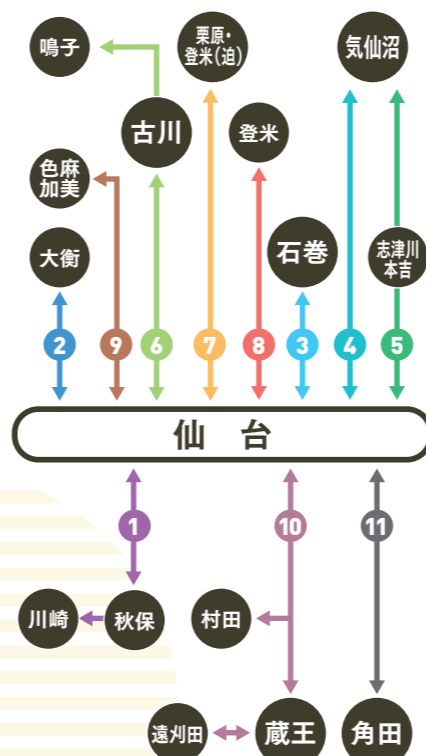 鳴子
栗原・
登米(迫)
気仙沼
古川
登米
色麻
加美
大衡
石巻
志津川
本吉
2
9
6
7
8
3
4
5
仙 台
1
10
11
川崎
秋保
村田
遠刈田
蔵王
角田